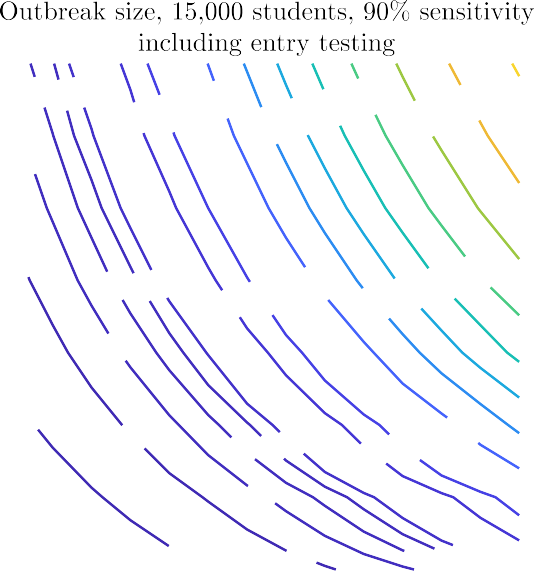 Outbreak size, 15,000 students, 90% sensitivity
including entry testing